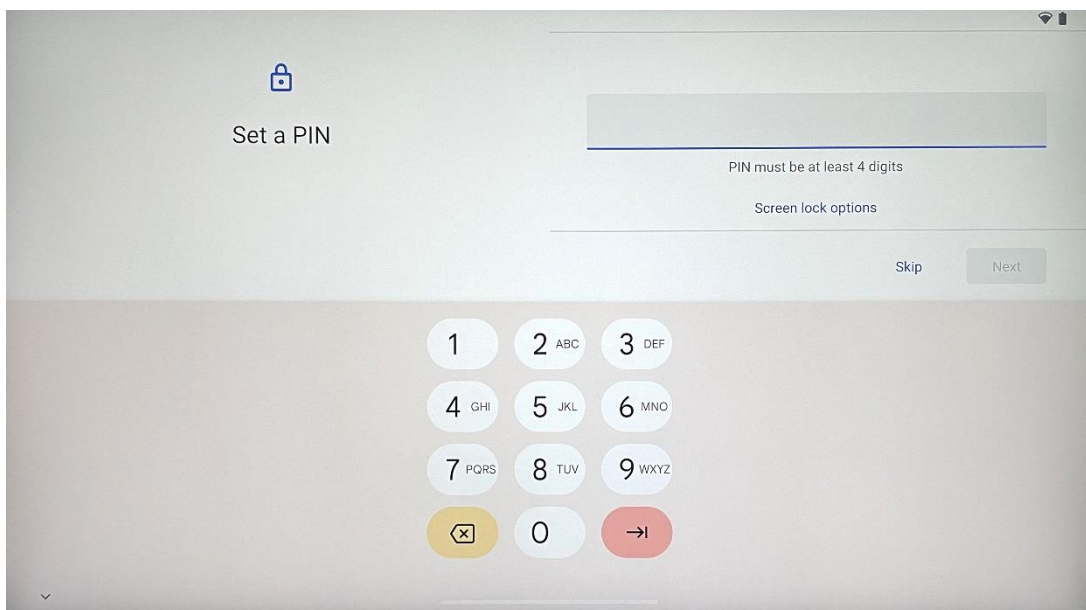 Set a PIN
PIN must be at least 4 digits
Screen lock options
Skip
Next
1
2 ABC
3 DEF
4 GHI
5 JKL
6 MNO
7 PQRS
8 TUV
9 WXYZ
0